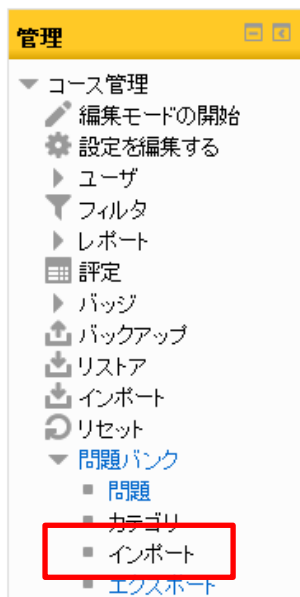 管理
コース管理
編集モードの開始
設定を編集する
ユーザ
フィルタ
レポート
評定
バッジ
バックアップ
リストア
インポート
リセット
問題バンク
問題
カテゴリ
インポート
エクスポート